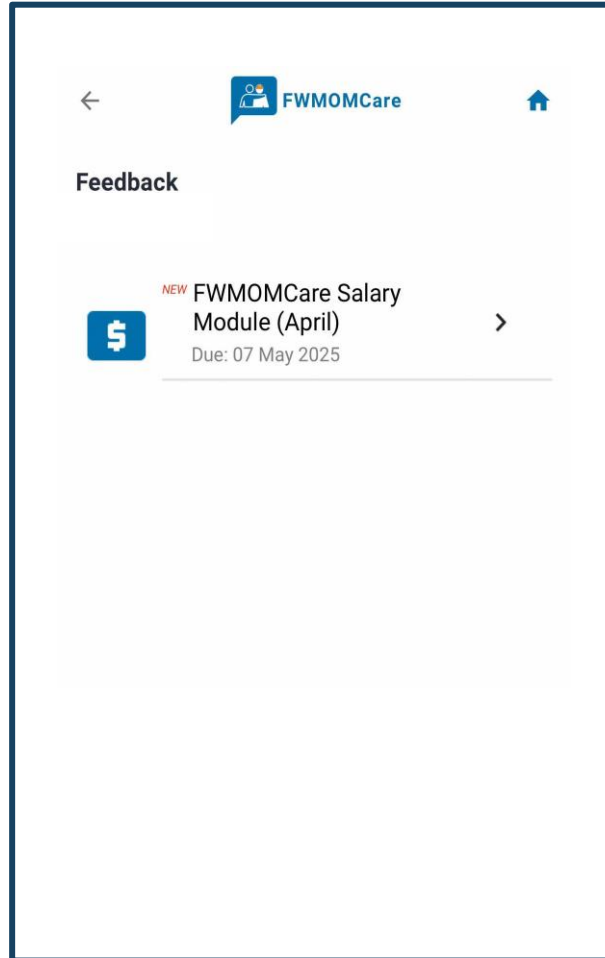 FWMOMCare
Feedback
NEW FWMOMCare Salary
Module (April)
Due: 07 May 2025